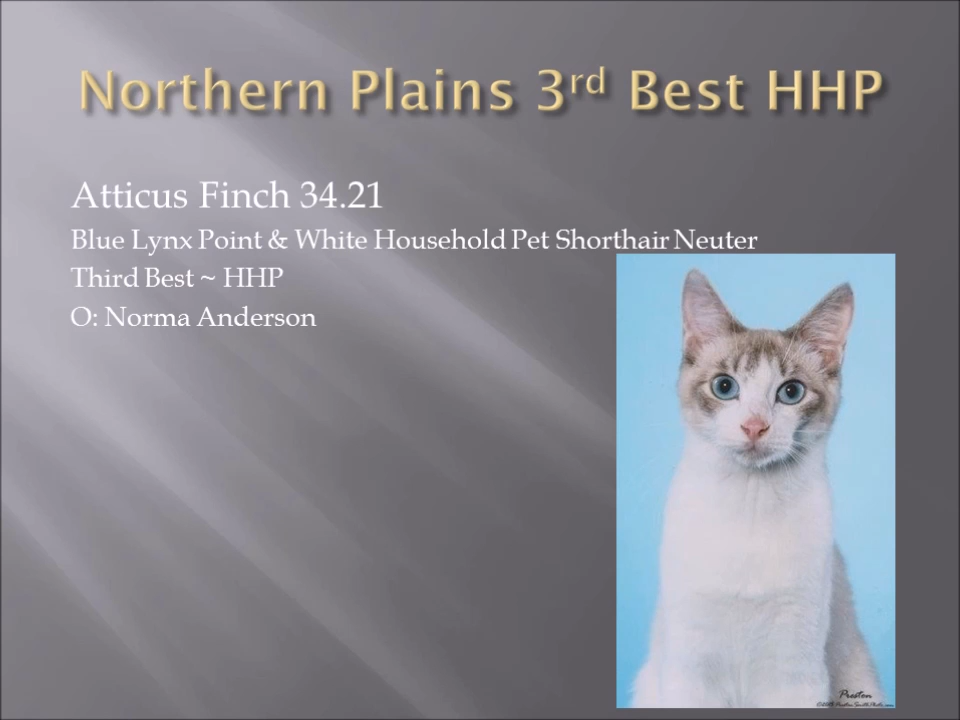 Northern Plains 3rd Best HHP
Atticus Finch 34.21
Blue Lynx Point & White Household Pet Shorthair Neuter
Third Best ~ HHP
O: Norma Anderson
Preston